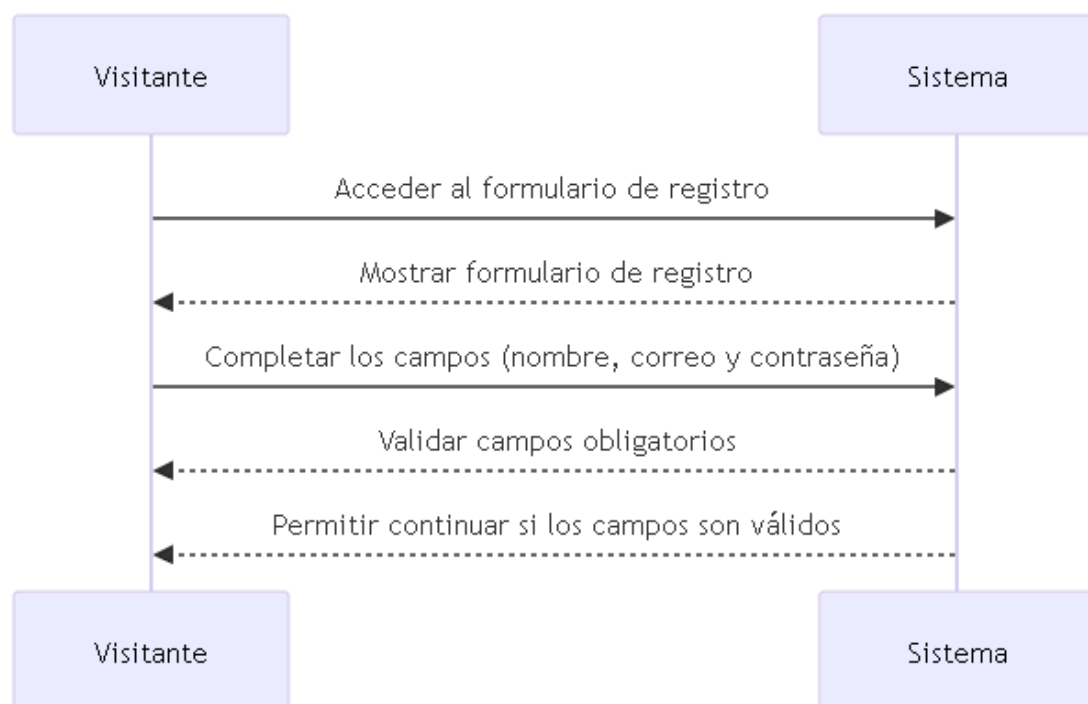 Visitante
Sistema
Acceder al formulario de registro
Mostrar formulario de registro
Completar los campos (nombre, correo y contraseña)
Validar campos obligatorios
Permitir continuar si los campos son válidos
Visitante
Sistema